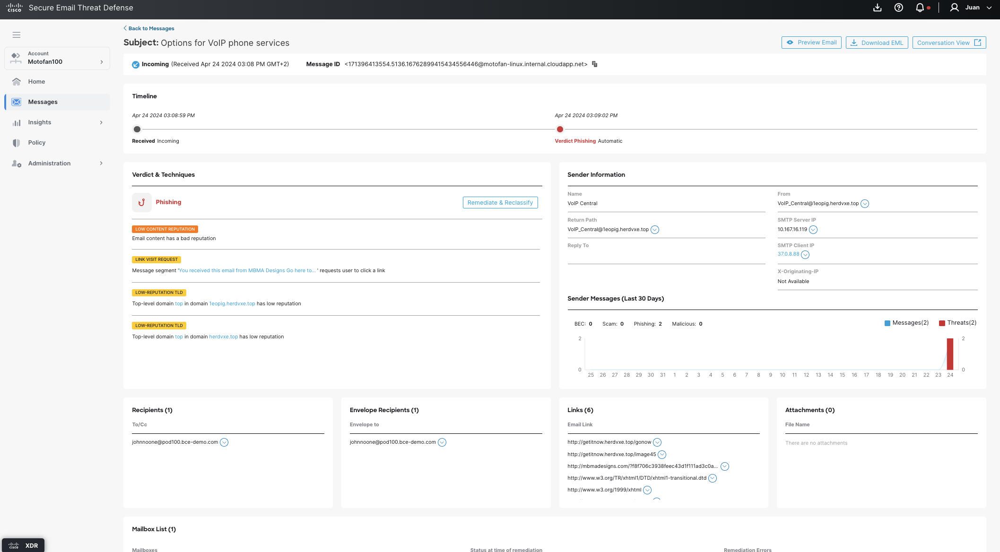 CISCO Secure Email Threat Defense
Juan
Back to Messages
Subject: Options for VoIP phone services
Preview Email
Download EML
Conversation View
Account
Motofan100
Incoming (Received Apr 24 2024 03:08 PM GMT+2) Message ID <171396413554.5136.16762899415434556446@motofan-linux.internal.cloudapp.net>
Home
Messages
Insights
Policy
Administration
Timeline
Apr 24 2024 03:08:59 PM
Apr 24 2024 03:09:02 PM
Received Incoming
Verdict Phishing Automatic
Verdict & Techniques
Phishing
Remediate & Reclassify
LOW CONTENT REPUTATION
Email content has a bad reputation
LINK VISIT REQUEST
Message segment 'You received this email from MBMA Designs Go here to... ' requests user to click a link
LOW-REPUTATION TLD
Top-level domain top in domain 1eopig.herdvxe.top has low reputation
LOW-REPUTATION TLD
Top-level domain top in domain herdvxe.top has low reputation
Sender Information
Name
VoIP Central
From
VoIP_Central@1eopig.herdvxe.top
Return Path
VoIP_Central@1eopig.herdvxe.top
SMTP Server IP
10.167.16.119
Reply To
SMTP Client IP
37.0.8.88
X-Originating-IP
Not Available
Sender Messages (Last 30 Days)
BEC: 0 Scam: 0 Phishing: 2 Malicious: 0
Messages(2) Threats(2)
2 2
0 0
25 26 27 28 29 30 31 1 2 3 4 5 6 7 8 9 10 11 12 13 14 15 16 17 18 19 20 21 22 23 24
Recipients (1)
To/Cc
johnnoone@pod100.bce-demo.com
Envelope Recipients (1)
Envelope to
johnnoone@pod100.bce-demo.com
Links (6)
Email Link
http://getitnow.herdvxe.top/gonow
http://getitnow.herdvxe.top/image45
http://mbmadesigns.com/?f8f706c3938feec43d1f111ad3c0a...
http://www.w3.org/TR/xhtml1/DTD/xhtml1-transitional.dtd
http://www.w3.org/1999/xhtml
Attachments (0)
File Name
There are no attachments
Mailbox List (1)
Mailboxes
Status at time of remediation
Remediation Errors
CISCO XDR